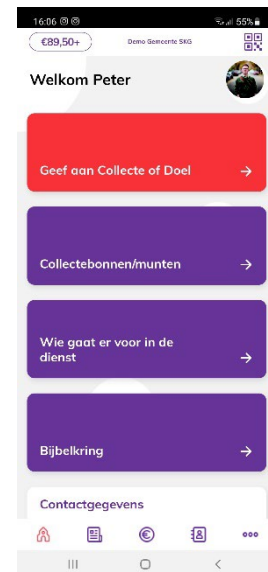 16:06
55%
€89,50+
Demo Gemeente SKG
Welkom Peter
Geef aan Collecte of Doel
Collectebonnen/munten
Wie gaat er voor in de
dienst
Bijbelkring
Contactgegevens